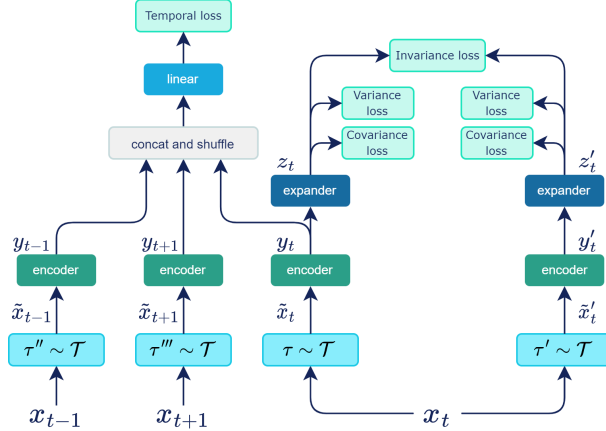 Temporal loss
Invariance loss
linear
Variance loss
Variance loss
concat and shuffle
Covariance loss
Covariance loss
z_t
z'_t
expander
expander
y_{t-1}
y_{t+1}
y_t
y'_t
encoder
encoder
encoder
encoder
x̃_{t-1}
x̃_{t+1}
x̃_t
x̃'_t
τ'' ∼ 𝒯
τ''' ∼ 𝒯
τ ∼ 𝒯
τ' ∼ 𝒯
x_{t-1}
x_{t+1}
x_t